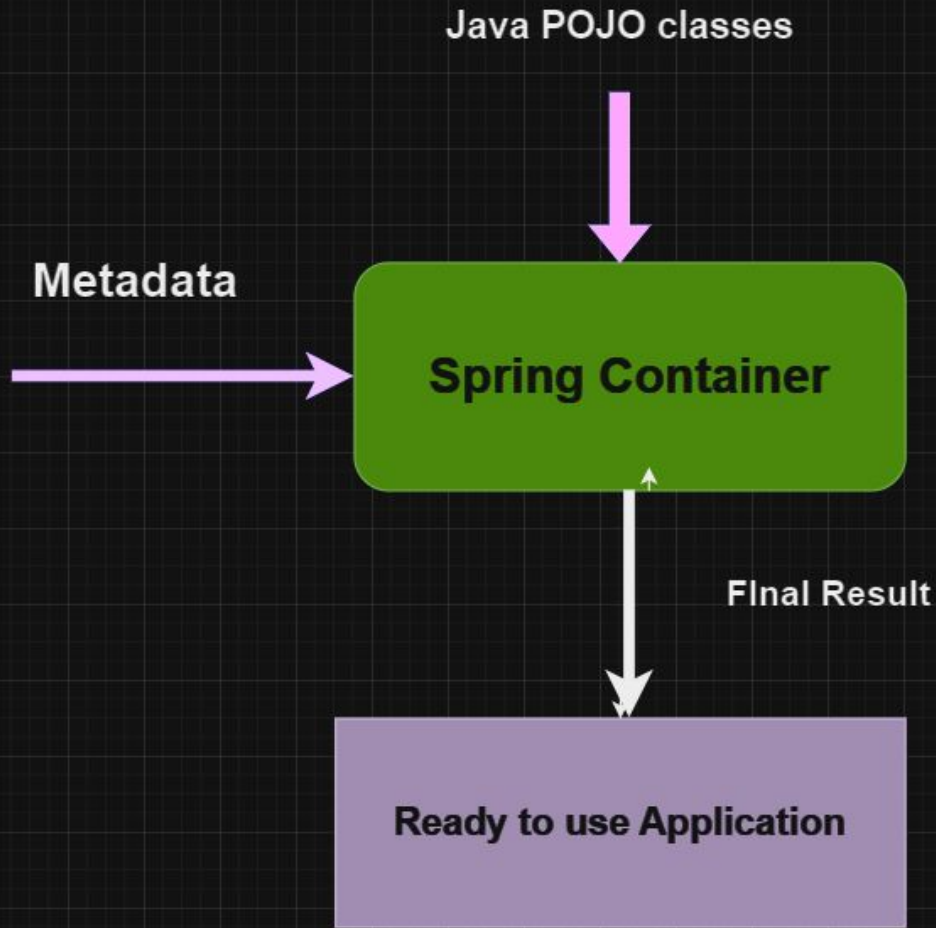 Java POJO classes
Metadata
Spring Container
FInal Result
Ready to use Application